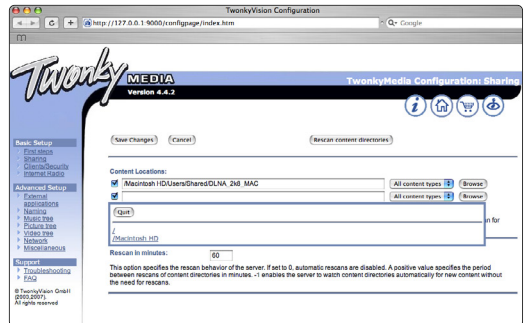 TwonkyVision Configuration
http://127.0.0.1:9000/configpage/index.htm
Google
Twonky
MEDIA
Version 4.4.2
TwonkyMedia Configuration: Sharing
Save Changes
Cancel
Rescan content directories
Basic Setup
First steps
Sharing
Clients/Security
Internet Radio
Advanced Setup
External
applications
Naming
Music tree
Picture tree
Video tree
Network
Miscellaneous
Support
Troubleshooting
FAQ
© TwonkyVision GmbH
(2003,2007).
All rights reserved
Content Locations:
/Macintosh HD/Users/Shared/DLNA_2k8_MAC
All content types
Browse
All content types
Browse
Quit
/
/Macintosh HD
n for
Rescan in minutes:
60
This option specifies the rescan behavior of the server. If set to 0, automatic rescans are disabled. A positive value specifies the period
between rescans of content directories in minutes. -1 enables the server to watch content directories automatically for new content without
the need for rescans.